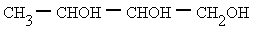 CH₃ — CHOH — CHOH — CH₂OH